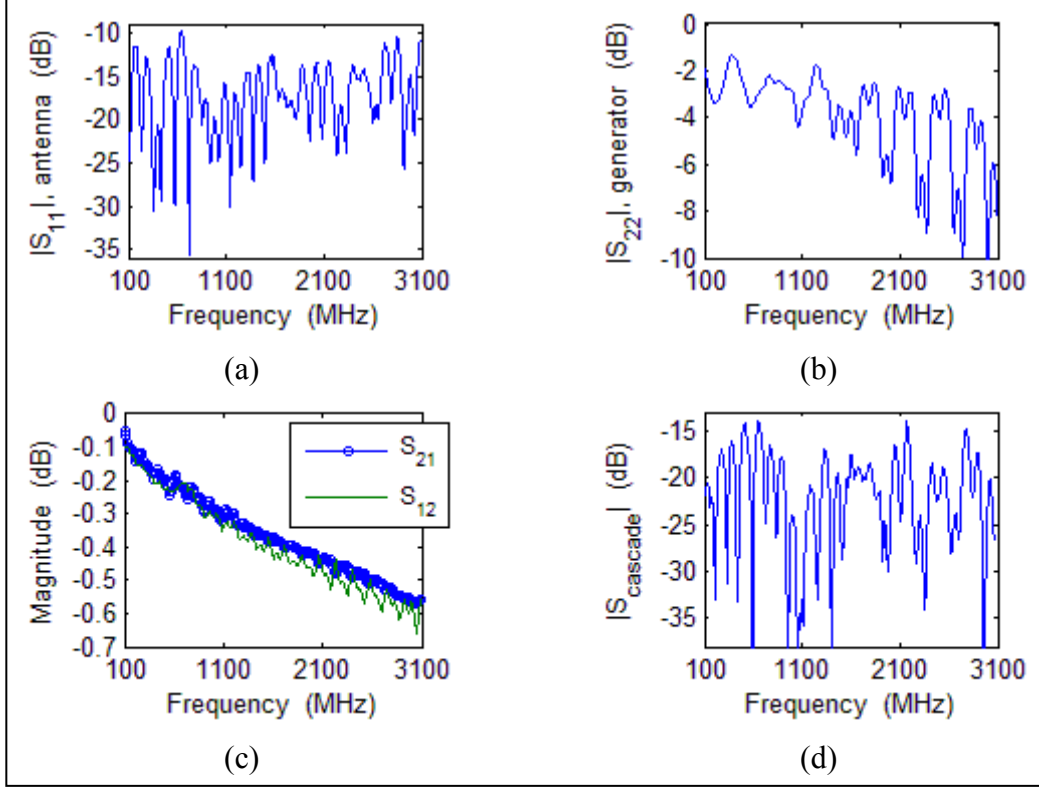 -10
-15
-20
-25
-30
-35
|S11|, antenna (dB)
100 1100 2100 3100
Frequency (MHz)
(a)
0
-2
-4
-6
-8
-10
|S22|, generator (dB)
100 1100 2100 3100
Frequency (MHz)
(b)
0
-0.1
-0.2
-0.3
-0.4
-0.5
-0.6
-0.7
Magnitude (dB)
S21
S12
100 1100 2100 3100
Frequency (MHz)
(c)
-15
-20
-25
-30
-35
|Scascade| (dB)
100 1100 2100 3100
Frequency (MHz)
(d)